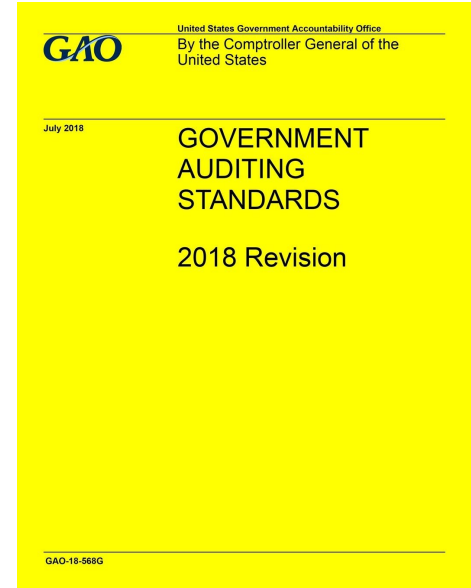 United States Government Accountability Office
GAO
By the Comptroller General of the
United States
July 2018
GOVERNMENT
AUDITING
STANDARDS
2018 Revision
GAO-18-568G